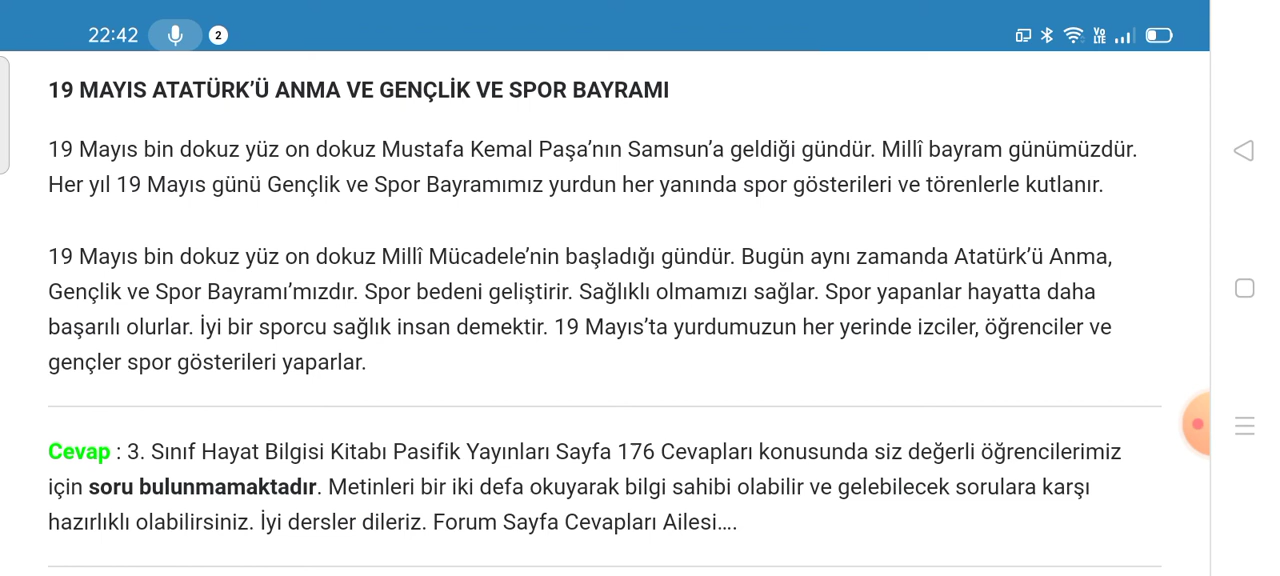 22:42 2 VO LTE
19 MAYIS ATATÜRK’Ü ANMA VE GENÇLİK VE SPOR BAYRAMI
19 Mayıs bin dokuz yüz on dokuz Mustafa Kemal Paşa’nın Samsun’a geldiği gündür. Millî bayram günümüzdür.
Her yıl 19 Mayıs günü Gençlik ve Spor Bayramımız yurdun her yanında spor gösterileri ve törenlerle kutlanır.
19 Mayıs bin dokuz yüz on dokuz Millî Mücadele’nin başladığı gündür. Bugün aynı zamanda Atatürk’ü Anma,
Gençlik ve Spor Bayramı’mızdır. Spor bedeni geliştirir. Sağlıklı olmamızı sağlar. Spor yapanlar hayatta daha
başarılı olurlar. İyi bir sporcu sağlık insan demektir. 19 Mayıs’ta yurdumuzun her yerinde izciler, öğrenciler ve
gençler spor gösterileri yaparlar.
Cevap : 3. Sınıf Hayat Bilgisi Kitabı Pasifik Yayınları Sayfa 176 Cevapları konusunda siz değerli öğrencilerimiz
için soru bulunmamaktadır. Metinleri bir iki defa okuyarak bilgi sahibi olabilir ve gelebilecek sorulara karşı
hazırlıklı olabilirsiniz. İyi dersler dileriz. Forum Sayfa Cevapları Ailesi….